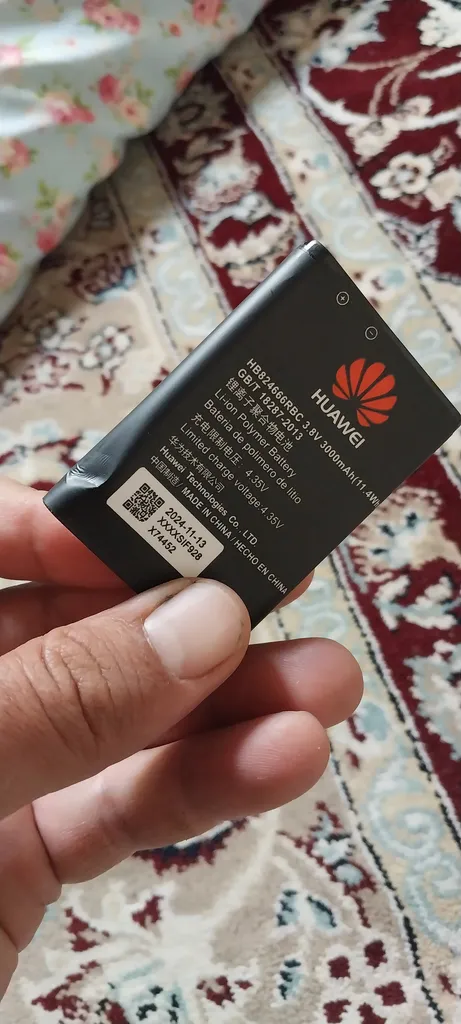 HUAWEI
HB824666RBC 3.8V 3000mAh(11.4Wh
GB/T 18287-2013
锂离子聚合物电池
Li-ion Polymer Battery
Bateria de polimero de litio
充电限制电压 4.35V
Limited charge voltage 4.35V
华为技术有限公司
Huawei Technologies Co., LTD
中国制造 / MADE IN CHINA / HECHO EN CHINA
2024-11-13
XXXXSIF928
X74452